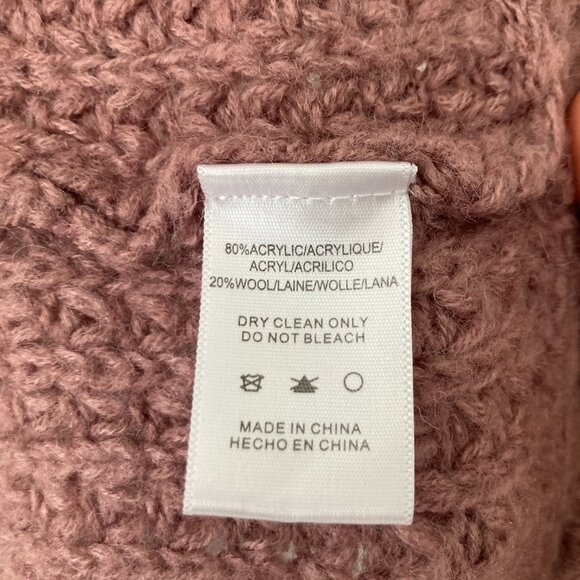 80%ACRYLIC/ACRYLIQUE/
ACRYL/ACRILICO
20%WOOL/LAINE/WOLLE/LANA
DRY CLEAN ONLY
DO NOT BLEACH
MADE IN CHINA
HECHO EN CHINA